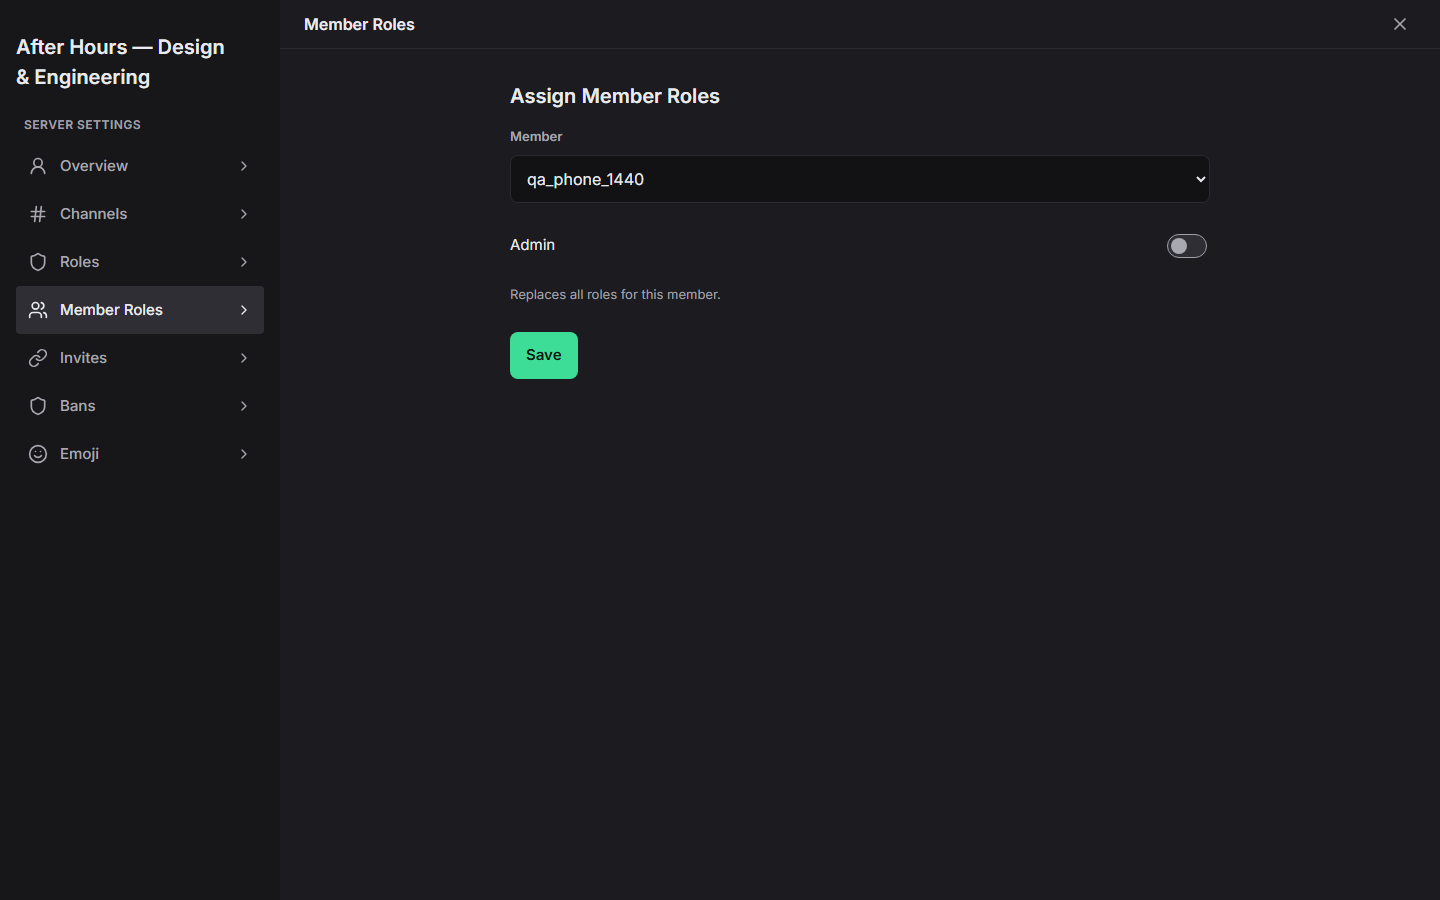 After Hours — Design
& Engineering
SERVER SETTINGS
Overview
Channels
Roles
Member Roles
Invites
Bans
Emoji
Member Roles
Assign Member Roles
Member
qa_phone_1440
Admin
Replaces all roles for this member.
Save